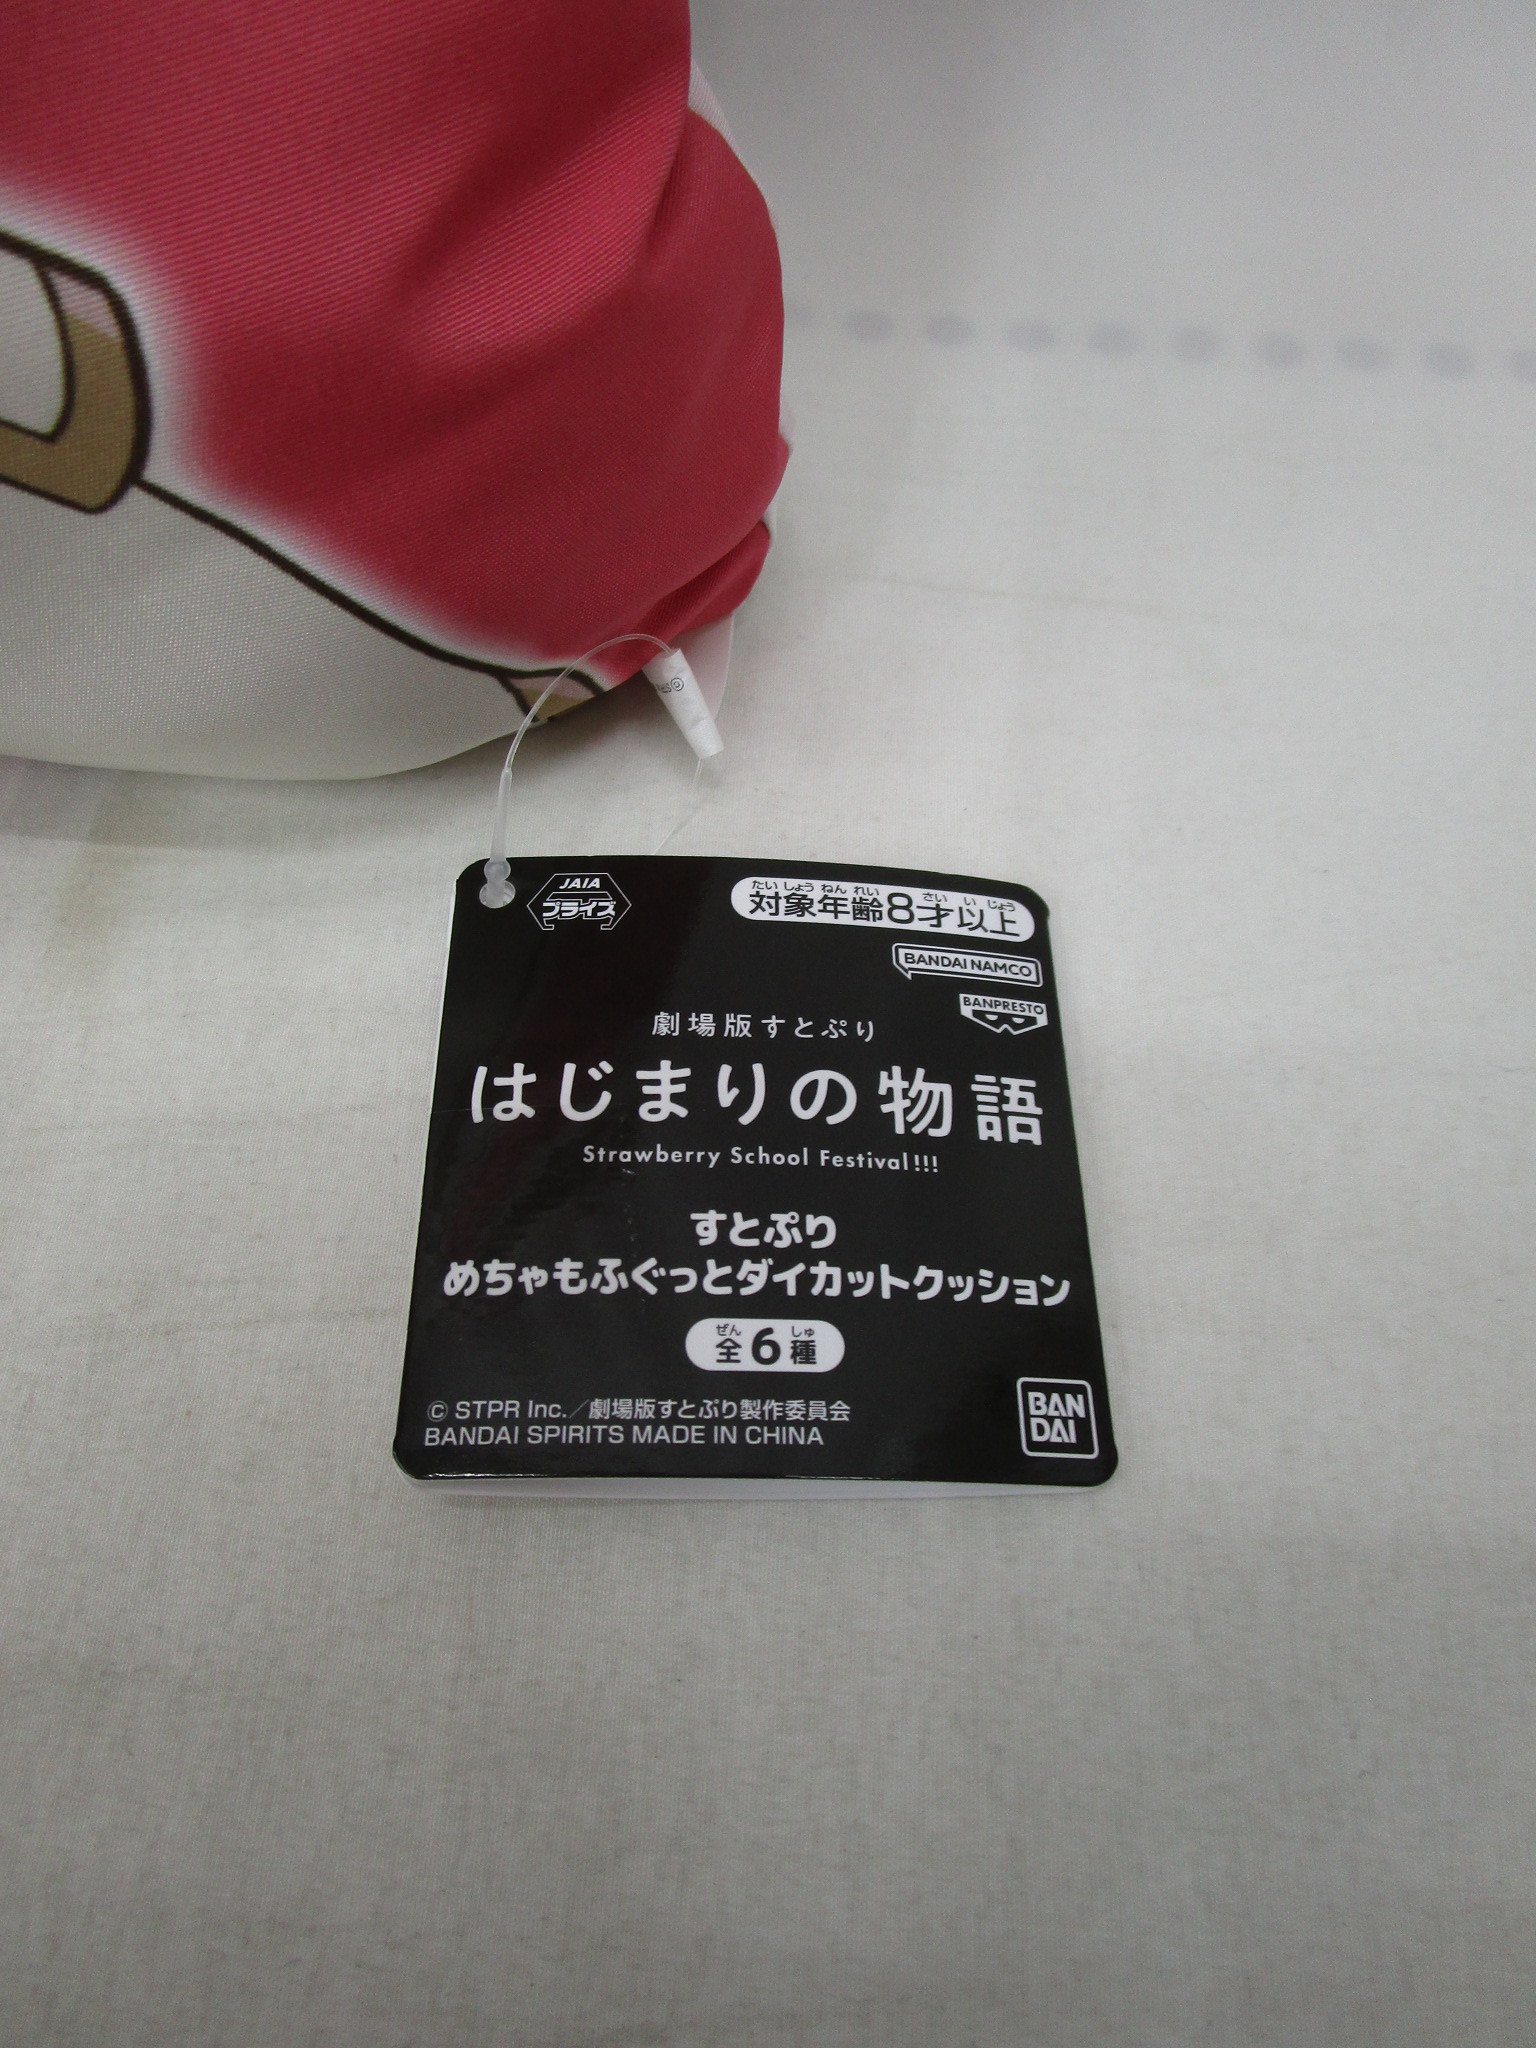 JAIA
プライズ
たいしょうねんれい さい いじょう
対象年齢8才以上
BANDAI NAMCO
BANPRESTO
劇場版すとぷり
はじまりの物語
Strawberry School Festival!!!
すとぷり
めちゃもふぐっとダイカットクッション
ぜん しゅ
全6種
© STPR Inc./劇場版すとぷり製作委員会
BANDAI SPIRITS MADE IN CHINA
BAN
DAI